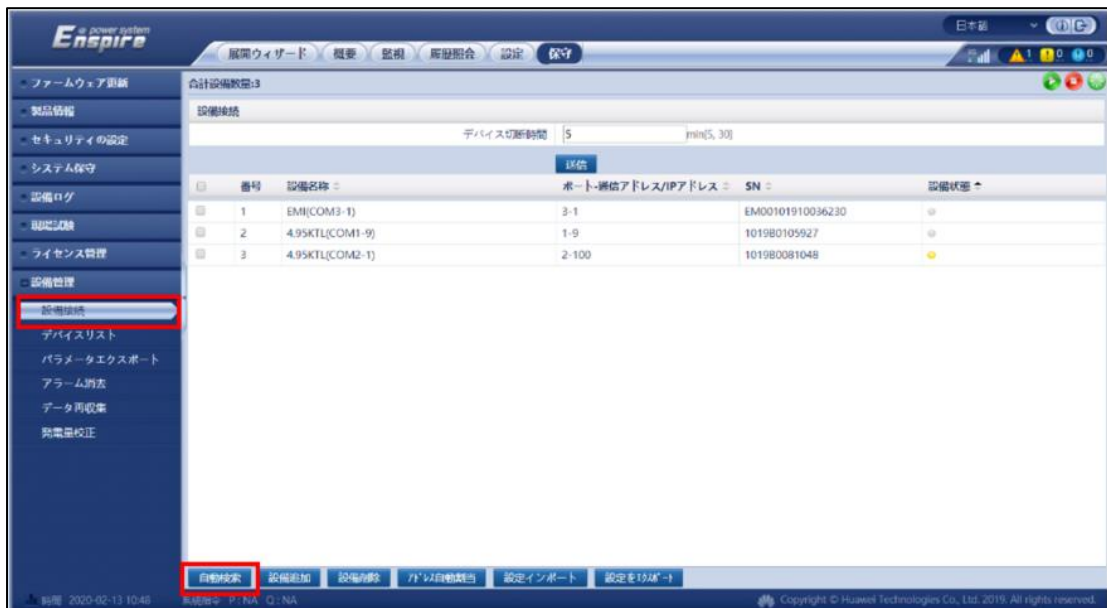 e power system
Enspire
日本語
展開ウィザード 概要 監視 履歴照会 設定 保守
1 0 0
ファームウェア更新
製品情報
セキュリティの設定
システム保守
設備ログ
現場試験
ライセンス管理
設備管理
設備接続
デバイスリスト
パラメータエクスポート
アラーム消去
データ再収集
発電量校正
合計設備数量:3
設備接続
デバイス切断時間 5 min[5, 30]
送信
番号 設備名称 ポート-通信アドレス/IPアドレス SN 設備状態
1 EMI(COM3-1) 3-1 EM00101910036230
2 4.95KTL(COM1-9) 1-9 1019B0105927
3 4.95KTL(COM2-1) 2-100 1019B0081048
自動検索 設備追加 設備削除 アドレス自動割当 設定インポート 設定をエクスポート
時間 2020-02-13 10:46
P : NA Q : NA
Copyright © Huawei Technologies Co., Ltd. 2019. All rights reserved.